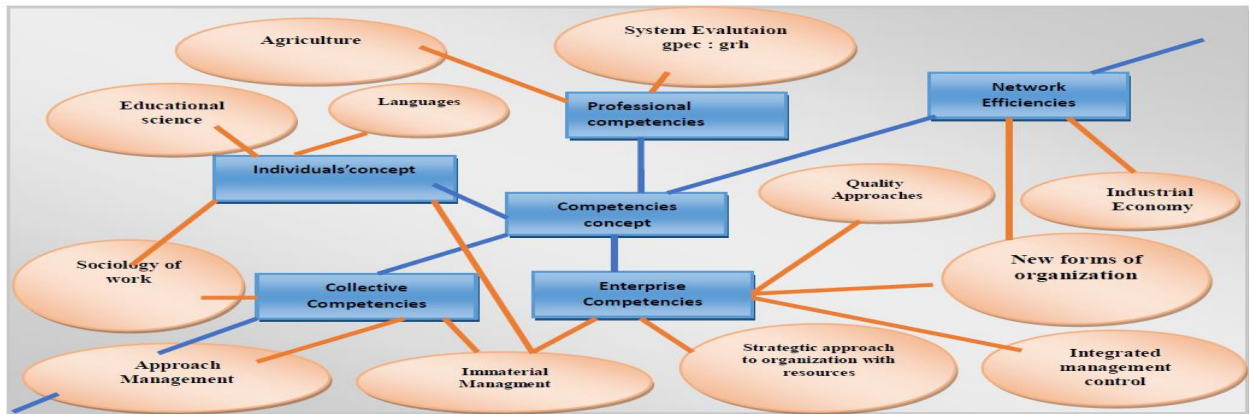 Agriculture
System Evalutaion
gpec : grh
Educational
science
Languages
Professional
competencies
Network
Efficiencies
Individuals'concept
Competencies
concept
Quality
Approaches
Industrial
Economy
Sociology of
work
Collective
Competencies
Enterprise
Competencies
New forms of
organization
Approach
Management
Immaterial
Managment
Strategtic approach
to organization with
resources
Integrated
management
control